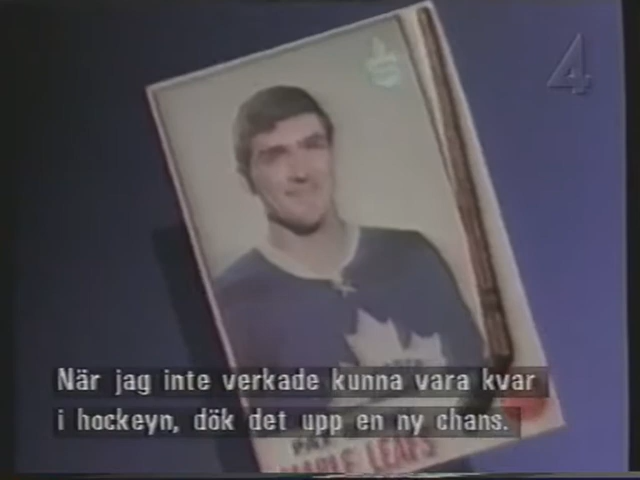 4
När jag inte verkade kunna vara kvar
i hockeyn, dök det upp en ny chans.
MAPLE LEAFS